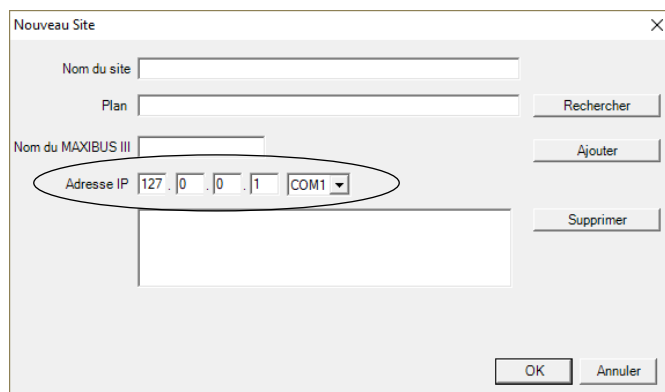 Nouveau Site
Nom du site
Plan Rechercher
Nom du MAXIBUS III Ajouter
Adresse IP 127 . 0 . 0 . 1 COM1
Supprimer
OK Annuler